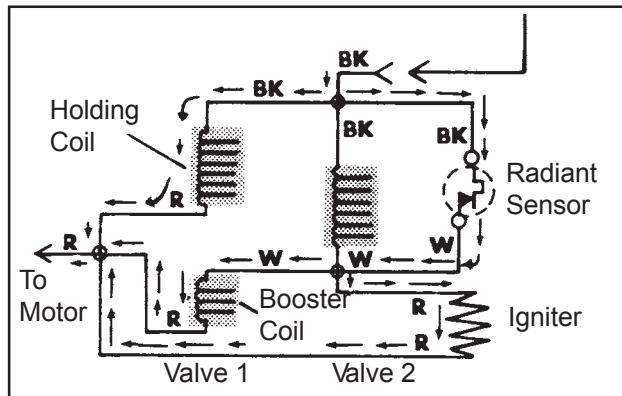 BK
BK
BK
BK
Holding
Coil
Radiant
Sensor
R
R
W
W
W
To
Motor
R
Booster
Coil
R
Igniter
R
Valve 1
Valve 2